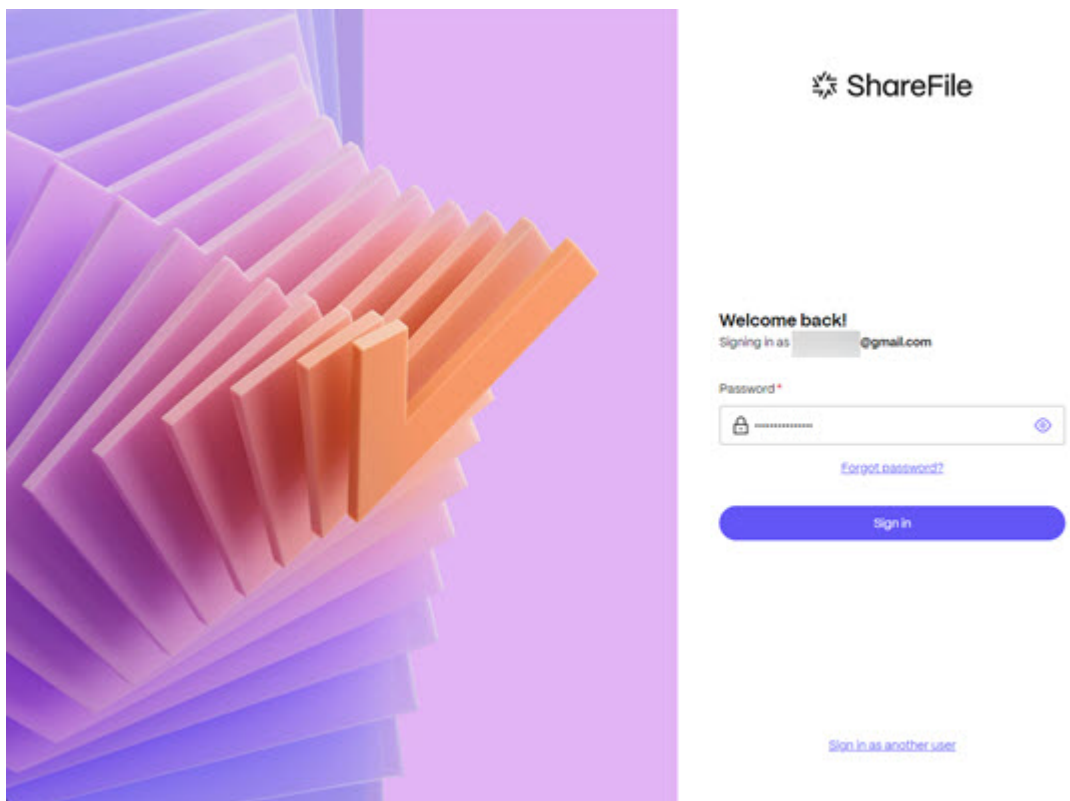 ShareFile
Welcome back!
Signing in as @gmail.com
Password *
Forgot password?
Sign in
Sign in as another user